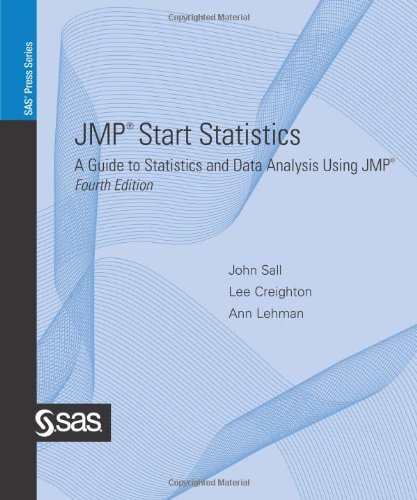 Copyrighted Material
SAS® Press Series
JMP® Start Statistics
A Guide to Statistics and Data Analysis Using JMP®
Fourth Edition
John Sall
Lee Creighton
Ann Lehman
sas.
Copyrighted Material